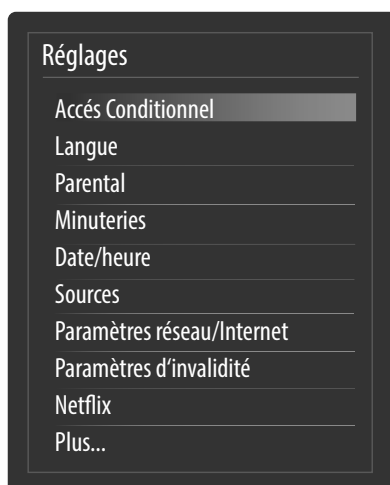 Réglages
Accés Conditionnel
Langue
Parental
Minuteries
Date/heure
Sources
Paramètres réseau/Internet
Paramètres d‘invalidité
Netflix
Plus...